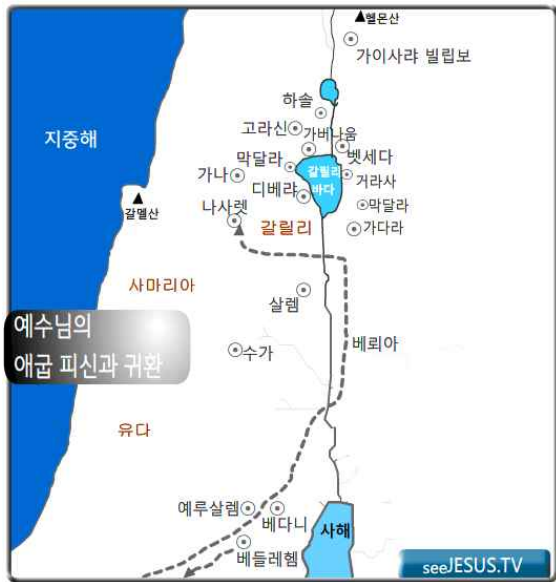 헬몬산
가이사랴 빌립보
하솔
고라신
가버나움
벳세다
지중해
막달라
가나
갈릴리
바다
거라사
디베랴
막달라
갈멜산
나사렛
갈릴리
가다라
사마리아
살렘
예수님의
애굽 피신과 귀환
수가
베뢰아
유다
예루살렘
베다니
사해
베들레헴
seeJESUS.TV